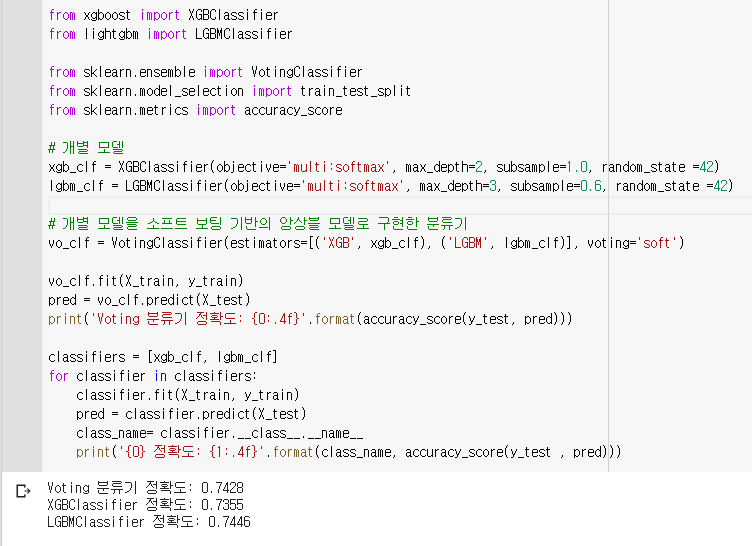 from xgboost import XGBClassifier
from lightgbm import LGBMClassifier
from sklearn.ensemble import VotingClassifier
from sklearn.model_selection import train_test_split
from sklearn.metrics import accuracy_score
# 개별 모델
xgb_clf = XGBClassifier(objective='multi:softmax', max_depth=2, subsample=1.0, random_state =42)
lgbm_clf = LGBMClassifier(objective='multi:softmax', max_depth=3, subsample=0.6, random_state =42)
# 개별 모델을 소프트 보팅 기반의 앙상블 모델로 구현한 분류기
vo_clf = VotingClassifier(estimators=[('XGB', xgb_clf), ('LGBM', lgbm_clf)], voting='soft')
vo_clf.fit(X_train, y_train)
pred = vo_clf.predict(X_test)
print('Voting 분류기 정확도: {0:.4f}'.format(accuracy_score(y_test, pred)))
classifiers = [xgb_clf, lgbm_clf]
for classifier in classifiers:
    classifier.fit(X_train, y_train)
    pred = classifier.predict(X_test)
    class_name= classifier.__class__.__name__
    print('{0} 정확도: {1:.4f}'.format(class_name, accuracy_score(y_test , pred)))
Voting 분류기 정확도: 0.7428
XGBClassifier 정확도: 0.7355
LGBMClassifier 정확도: 0.7446